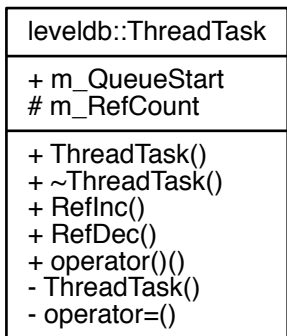 leveldb::ThreadTask
+ m_QueueStart
# m_RefCount
+ ThreadTask()
+ ~ThreadTask()
+ RefInc()
+ RefDec()
+ operator()()
- ThreadTask()
- operator=()